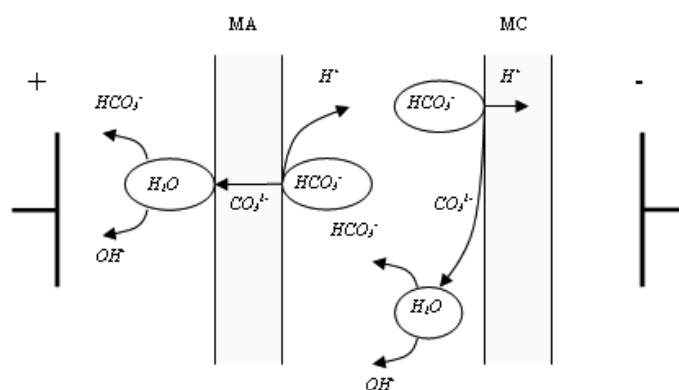 MA
MC
+
-
HCO₃⁻
H⁺
HCO₃⁻
H⁺
H₂O
CO₃²⁻
HCO₃⁻
HCO₃⁻
CO₃²⁻
OH⁻
H₂O
OH⁻